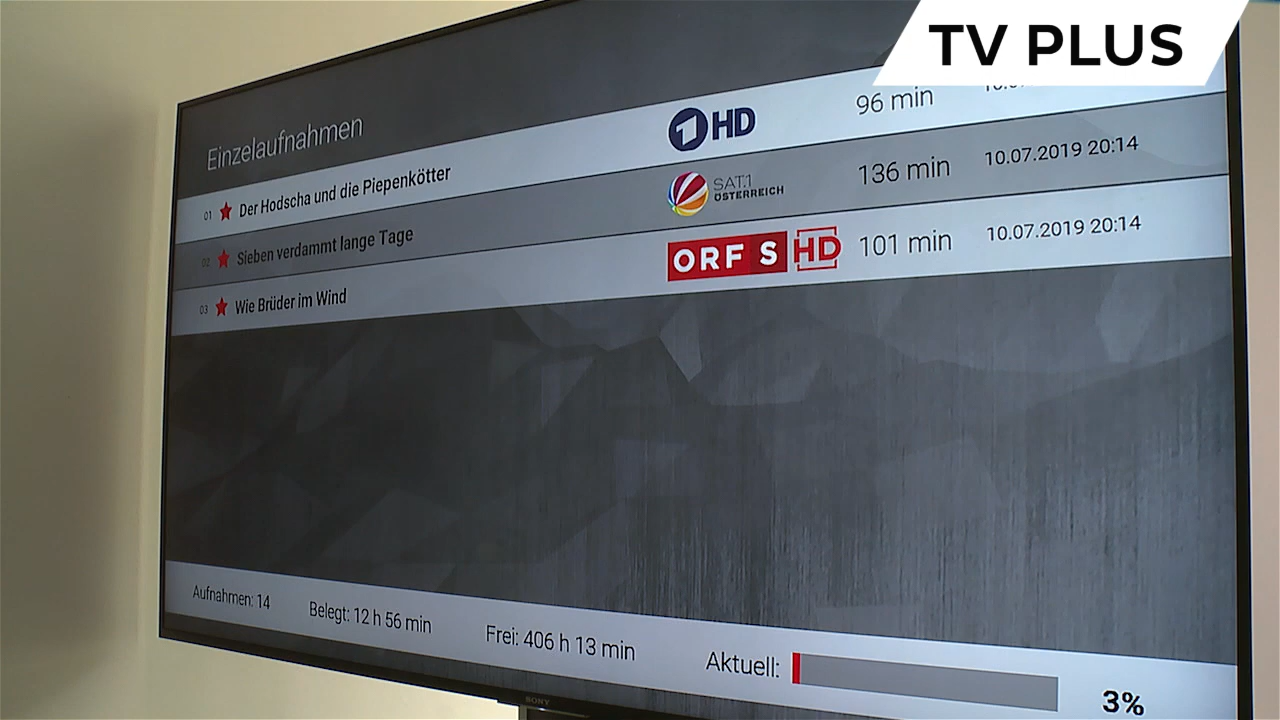 TV PLUS
Einzelaufnahmen
01 Der Hodscha und die Piepenkötter 1 HD 96 min
02 Sieben verdammt lange Tage SAT.1 ÖSTERREICH 136 min 10.07.2019 20:14
03 Wie Brüder im Wind ORF S HD 101 min 10.07.2019 20:14
Aufnahmen: 14 Belegt: 12 h 56 min Frei: 406 h 13 min Aktuell: 3%
SONY